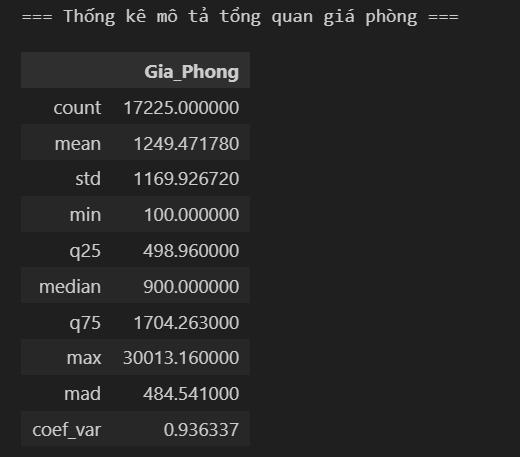 === Thống kê mô tả tổng quan giá phòng ===
Gia_Phong
count 17225.000000
mean 1249.471780
std 1169.926720
min 100.000000
q25 498.960000
median 900.000000
q75 1704.263000
max 30013.160000
mad 484.541000
coef_var 0.936337